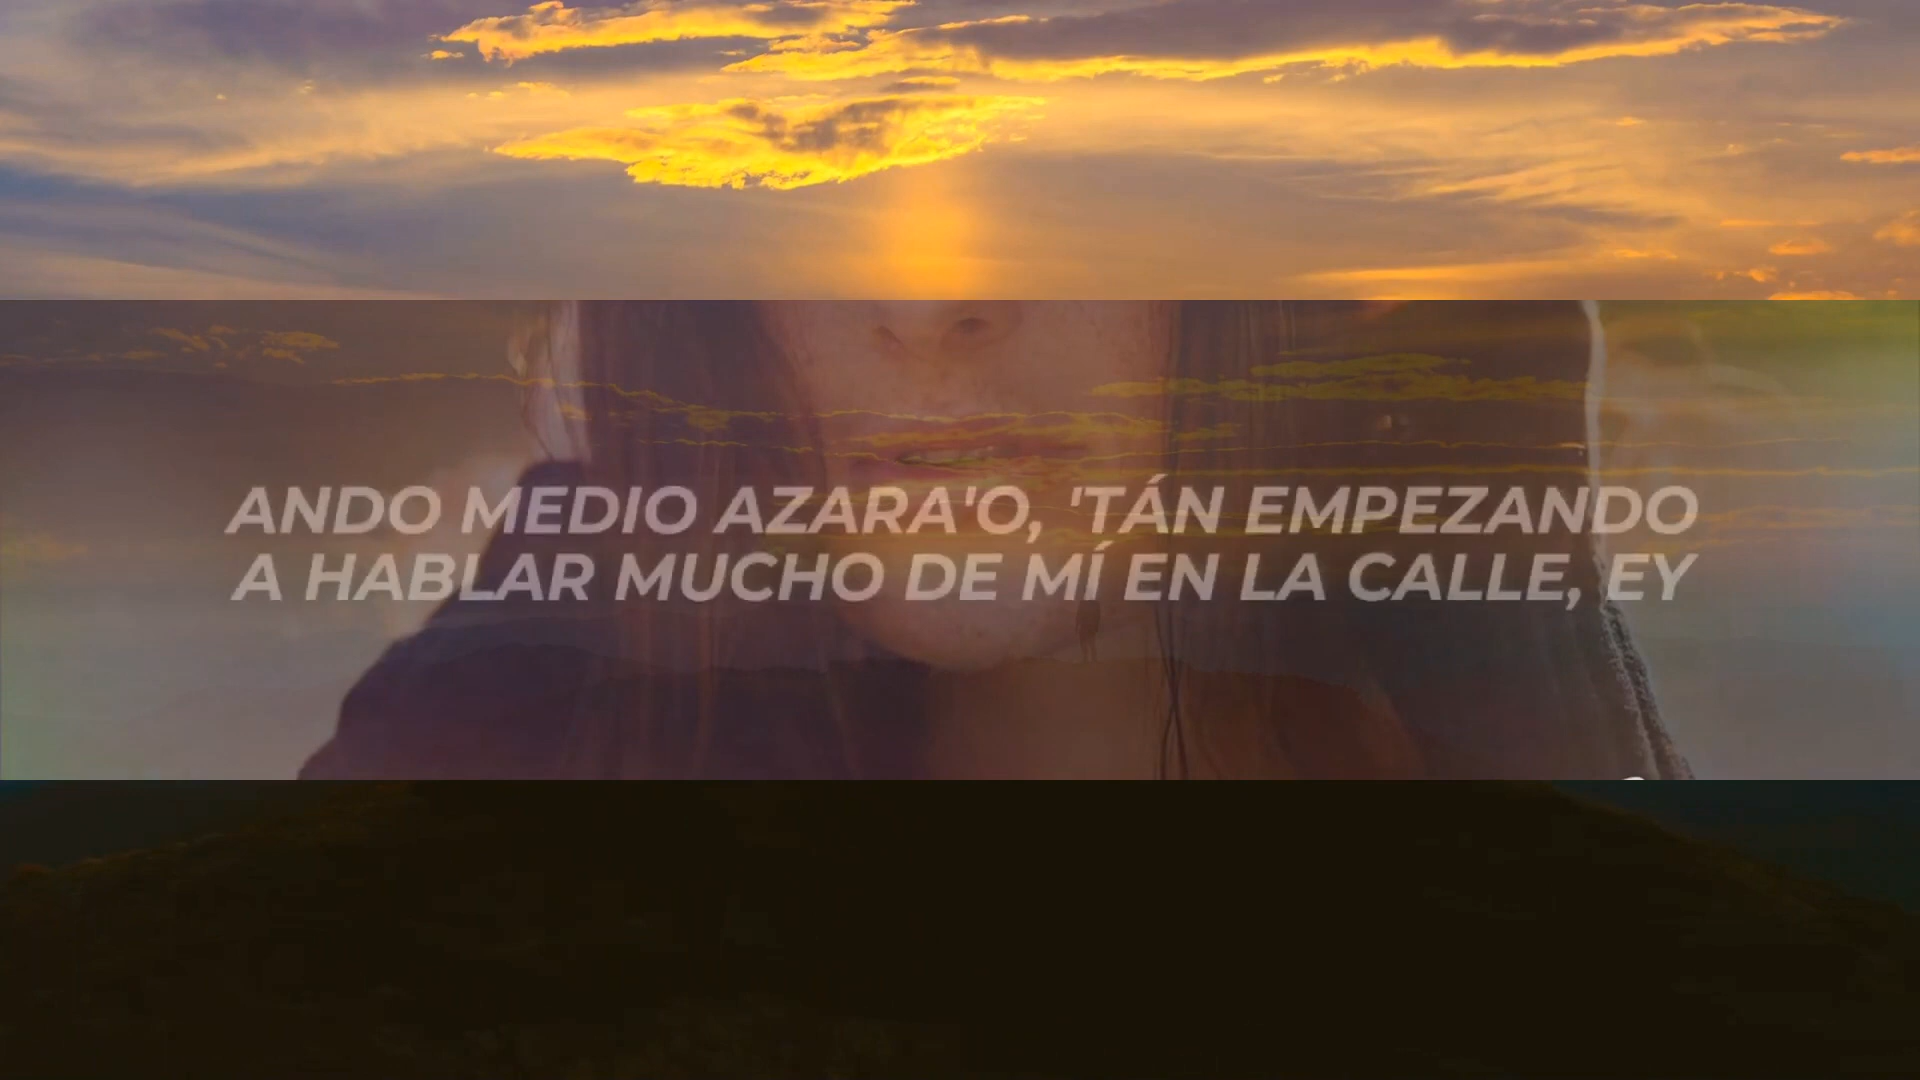 ANDO MEDIO AZARA'O, 'TÁN EMPEZANDO
A HABLAR MUCHO DE MÍ EN LA CALLE, EY